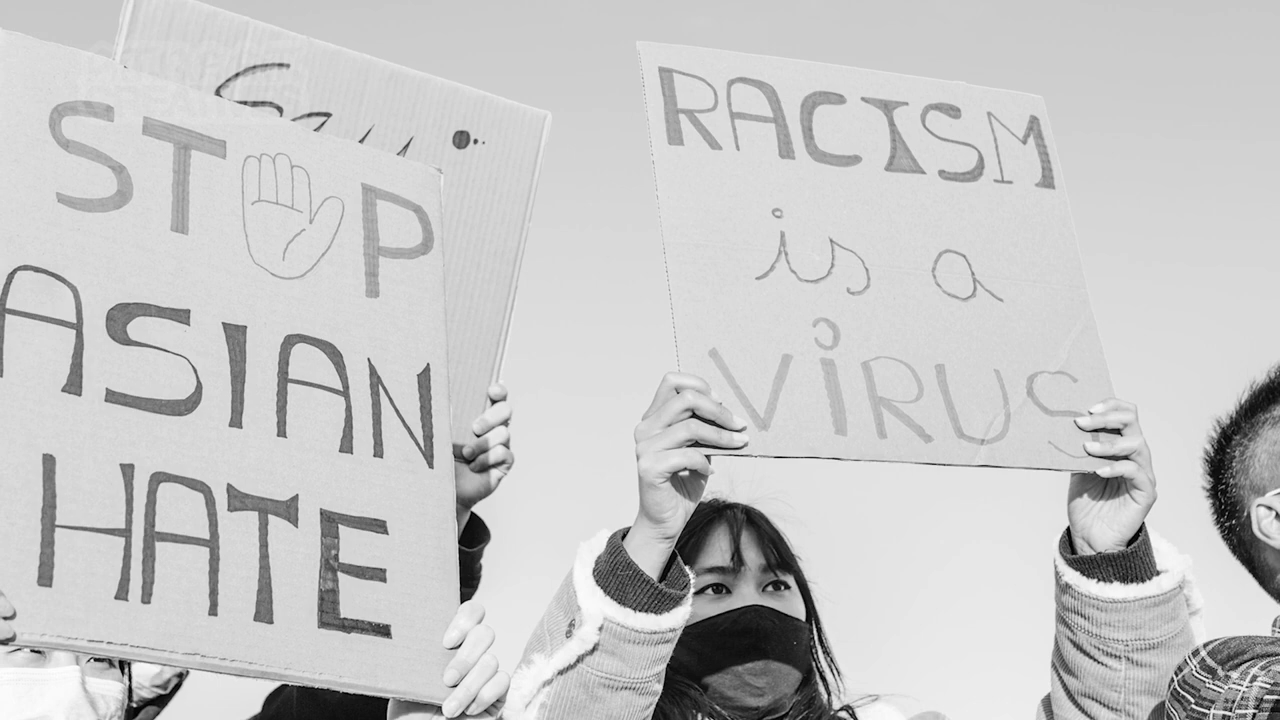 STOP
ASIAN
HATE
RACISM
is a
ViRUS